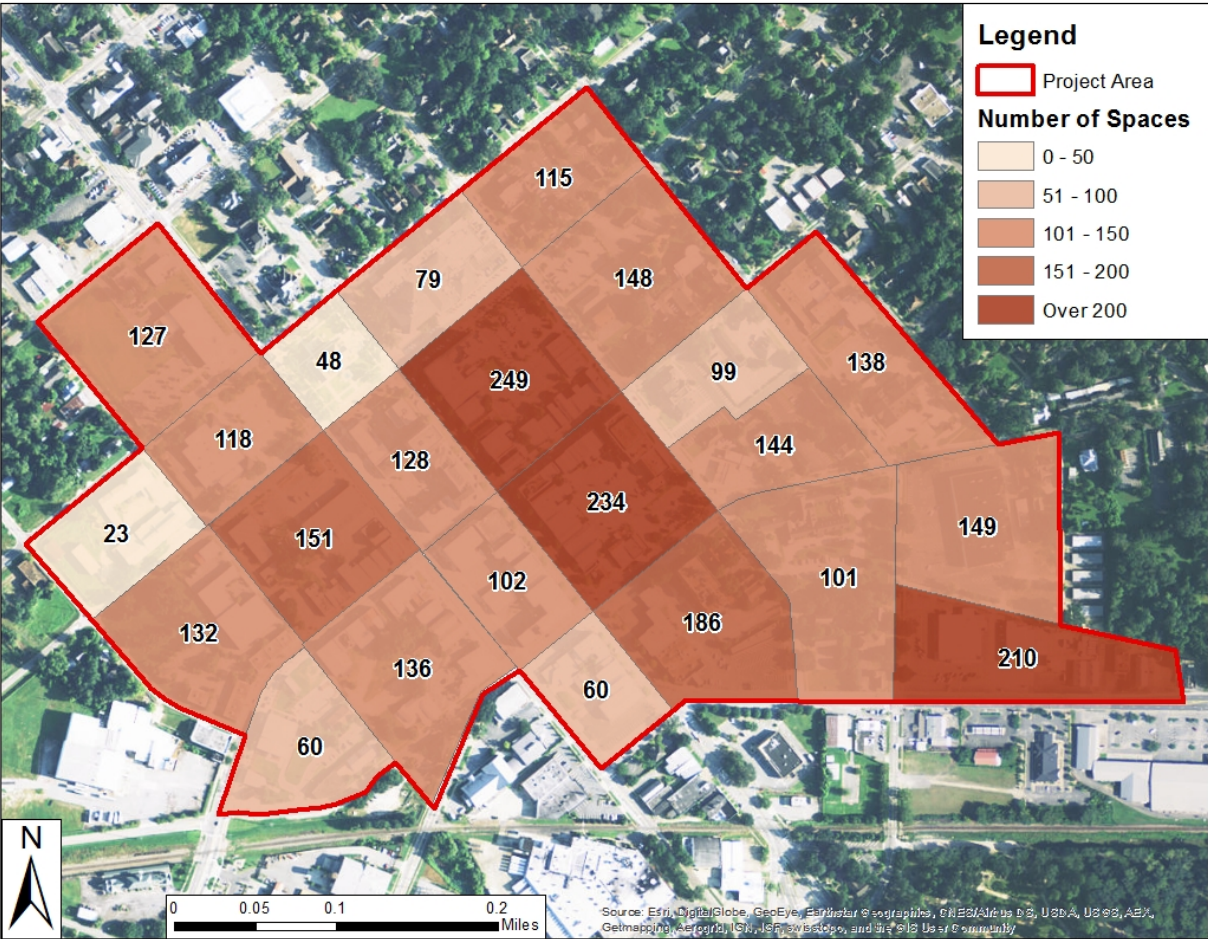 Legend
Project Area
Number of Spaces
0 - 50
51 - 100
101 - 150
151 - 200
Over 200
115
79
148
127
48
249
99
138
118
128
144
234
23
151
149
102
101
132
136
186
210
60
60
N
0 0.05 0.1 0.2
Miles
Source: Esri, DigitalGlobe, GeoEye, Earthstar Geographics, CNES/Airbus DS, USDA, USGS, AEX,
Getmapping, Aerogrid, IGN, IGP, swisstopo, and the GIS User Community